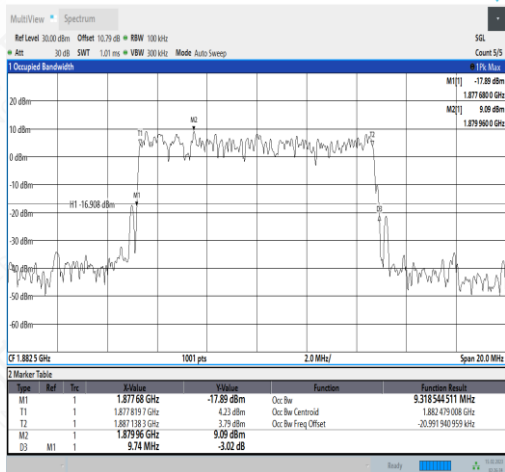 MultiView Spectrum
Ref Level 30.00 dBm Offset 10.79 dB RBW 100 kHz SGL
Att 30 dB SWT 1.01 ms VBW 300 kHz Mode Auto Sweep Count 5/5
1 Occupied Bandwidth 1Pk Max
M1[1] -17.89 dBm
1.877 680 0 GHz
M2[1] 9.09 dBm
1.879 960 0 GHz
20 dBm
M2
T1 T2
10 dBm
0 dBm
-10 dBm
M1
H1 -16.908 dBm
-20 dBm
D3
-30 dBm
-40 dBm
-50 dBm
-60 dBm
CF 1.882 5 GHz 1001 pts 2.0 MHz/ Span 20.0 MHz
2 Marker Table
Type Ref Trc X-Value Y-Value Function Function Result
M1 1 1.877 68 GHz -17.89 dBm Occ Bw 9.318 544 511 MHz
T1 1 1.877 819 7 GHz 4.23 dBm Occ Bw Centroid 1.882 479 008 GHz
T2 1 1.887 138 3 GHz 3.79 dBm Occ Bw Freq Offset -20.991 940 959 kHz
M2 1 1.879 96 GHz 9.09 dBm
D3 M1 1 9.74 MHz -3.02 dB
Ready